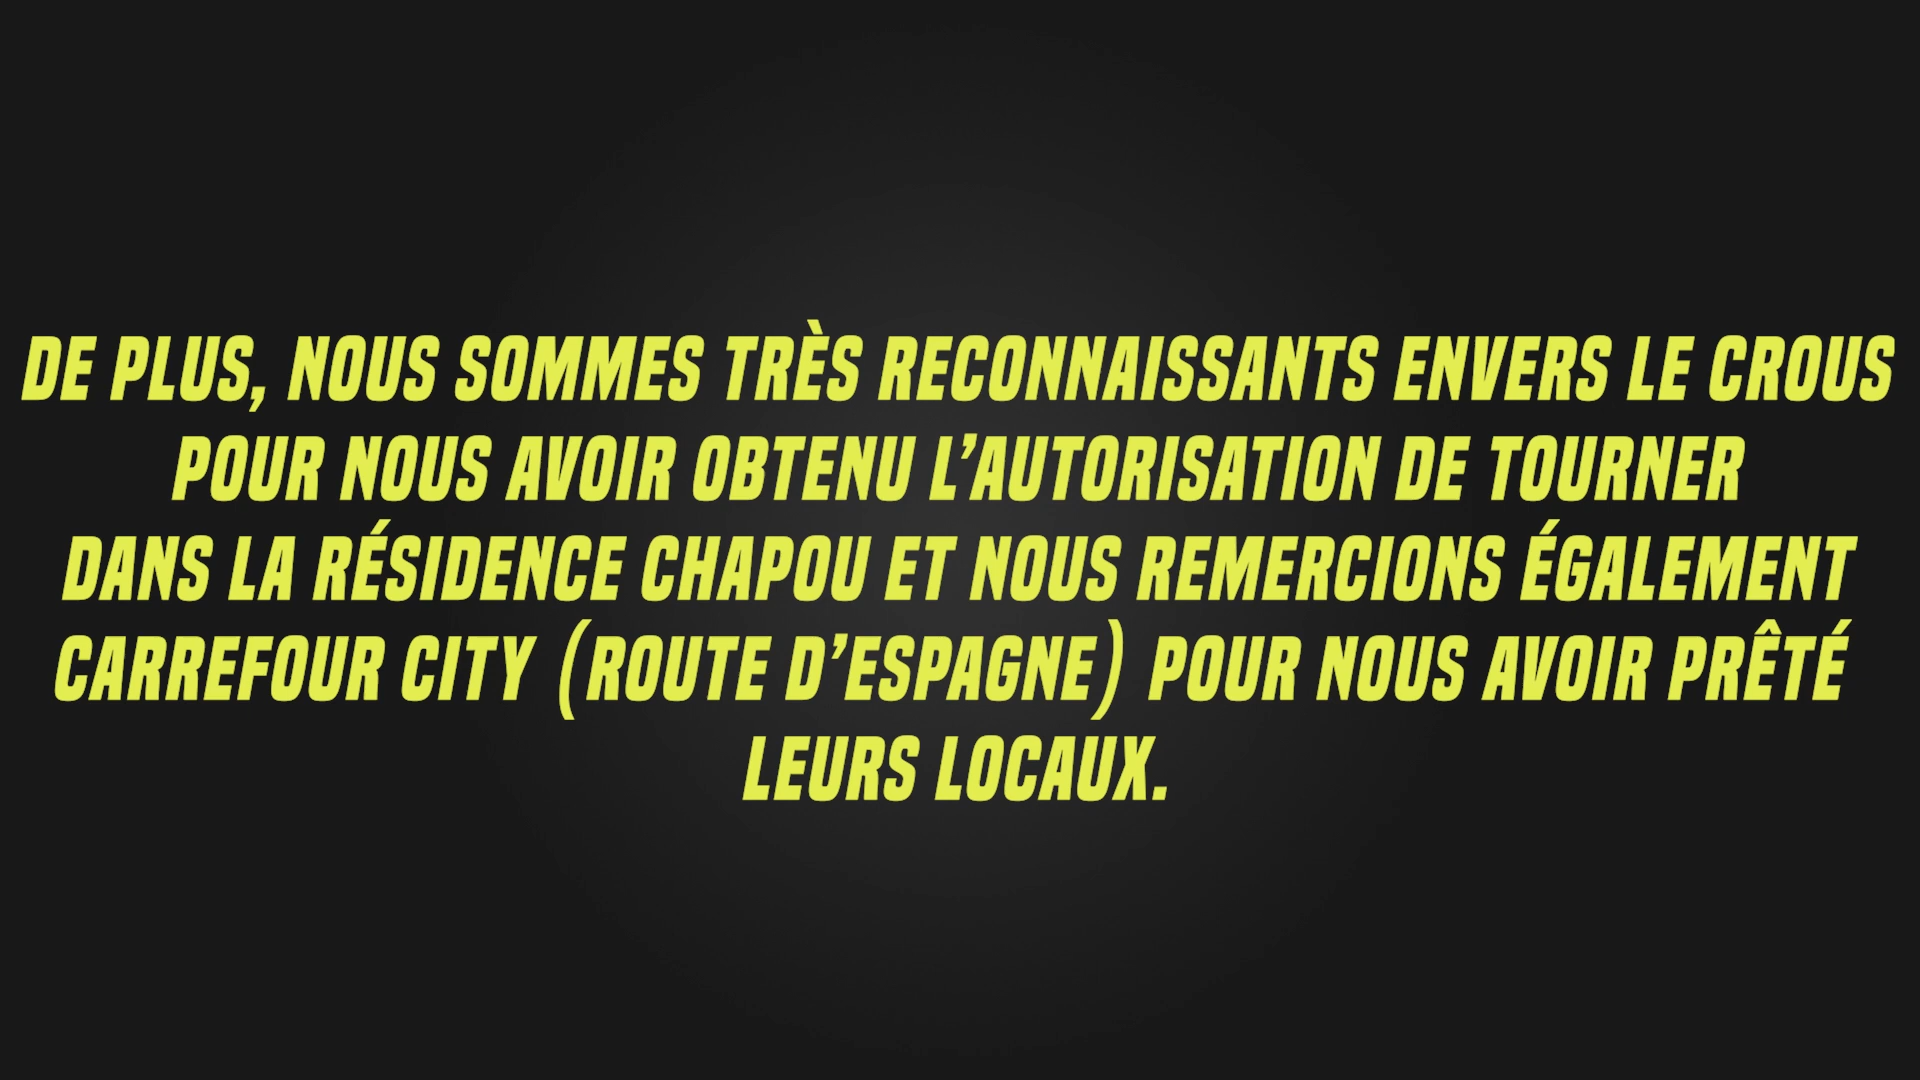 DE PLUS, NOUS SOMMES TRÈS RECONNAISSANTS ENVERS LE CROUS
POUR NOUS AVOIR OBTENU L’AUTORISATION DE TOURNER
DANS LA RÉSIDENCE CHAPOU ET NOUS REMERCIONS ÉGALEMENT
CARREFOUR CITY (ROUTE D’ESPAGNE) POUR NOUS AVOIR PRÊTÉ
LEURS LOCAUX.